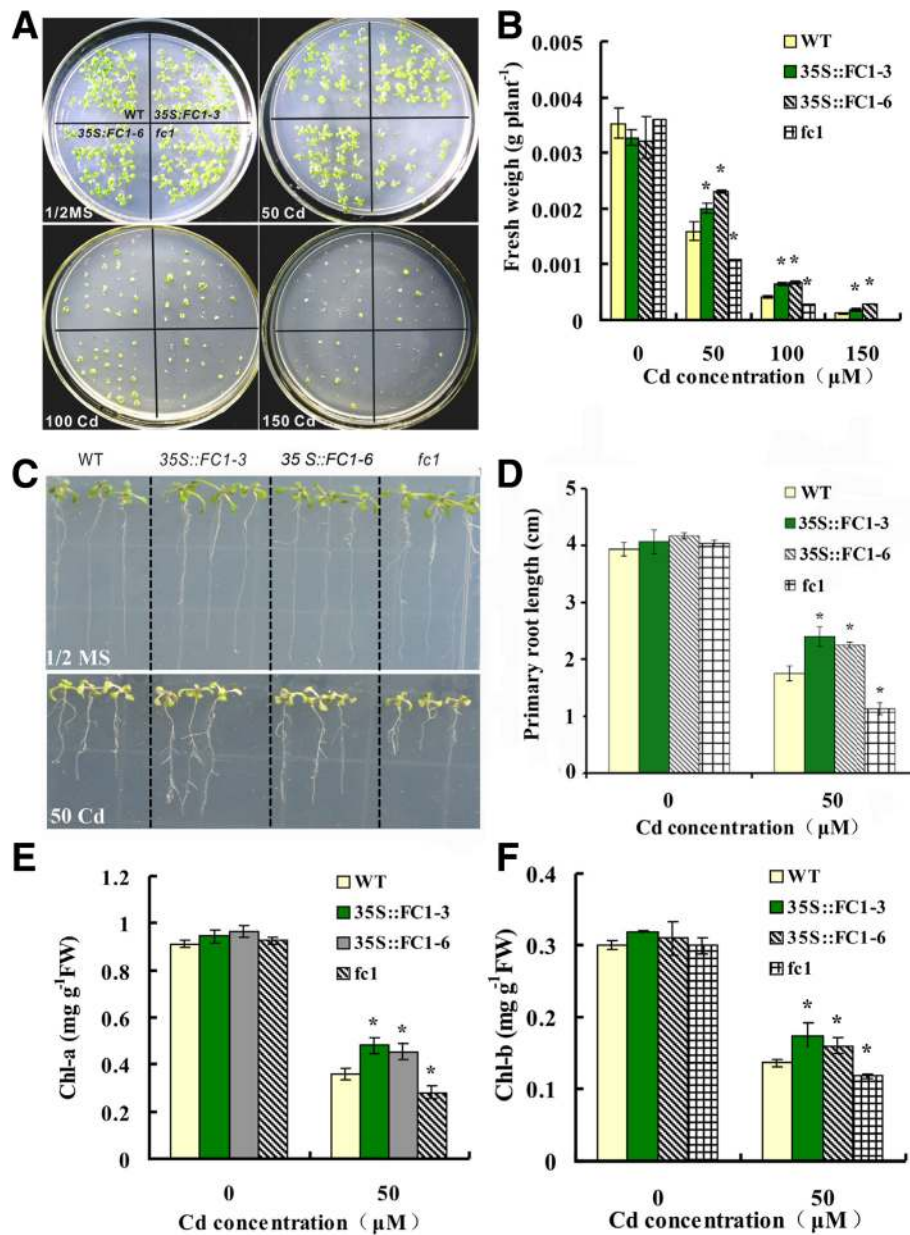 A
WT
35S:FC1-3
35S:FC1-6
fc1
1/2MS
50 Cd
100 Cd
150 Cd
B
Fresh weigh (g plant-1)
0.005
0.004
0.003
0.002
0.001
0
WT
35S::FC1-3
35S::FC1-6
fc1
*
*
*
* *
*
*
*
0
50
100
150
Cd concentration（μM）
C
WT
35S::FC1-3
35 S::FC1-6
fc1
1/2 MS
50 Cd
D
Primary root length (cm)
5
4
3
2
1
0
WT
35S::FC1-3
35S::FC1-6
fc1
*
*
*
0
50
Cd concentration（μM）
E
Chl-a (mg g-1FW)
1.2
1
0.8
0.6
0.4
0.2
0
WT
35S::FC1-3
35S::FC1-6
fc1
*
*
*
0
50
Cd concentration（μM）
F
Chl-b (mg g-1FW)
0.4
0.3
0.2
0.1
0
WT
35S::FC1-3
35S::FC1-6
fc1
*
*
*
0
50
Cd concentration（μM）